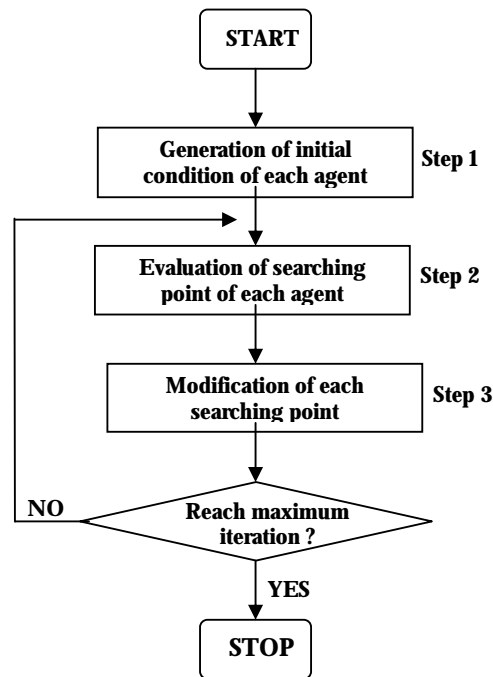 START
Generation of initial
condition of each agent
Step 1
Evaluation of searching
point of each agent
Step 2
Modification of each
searching point
Step 3
Reach maximum
iteration ?
NO
YES
STOP